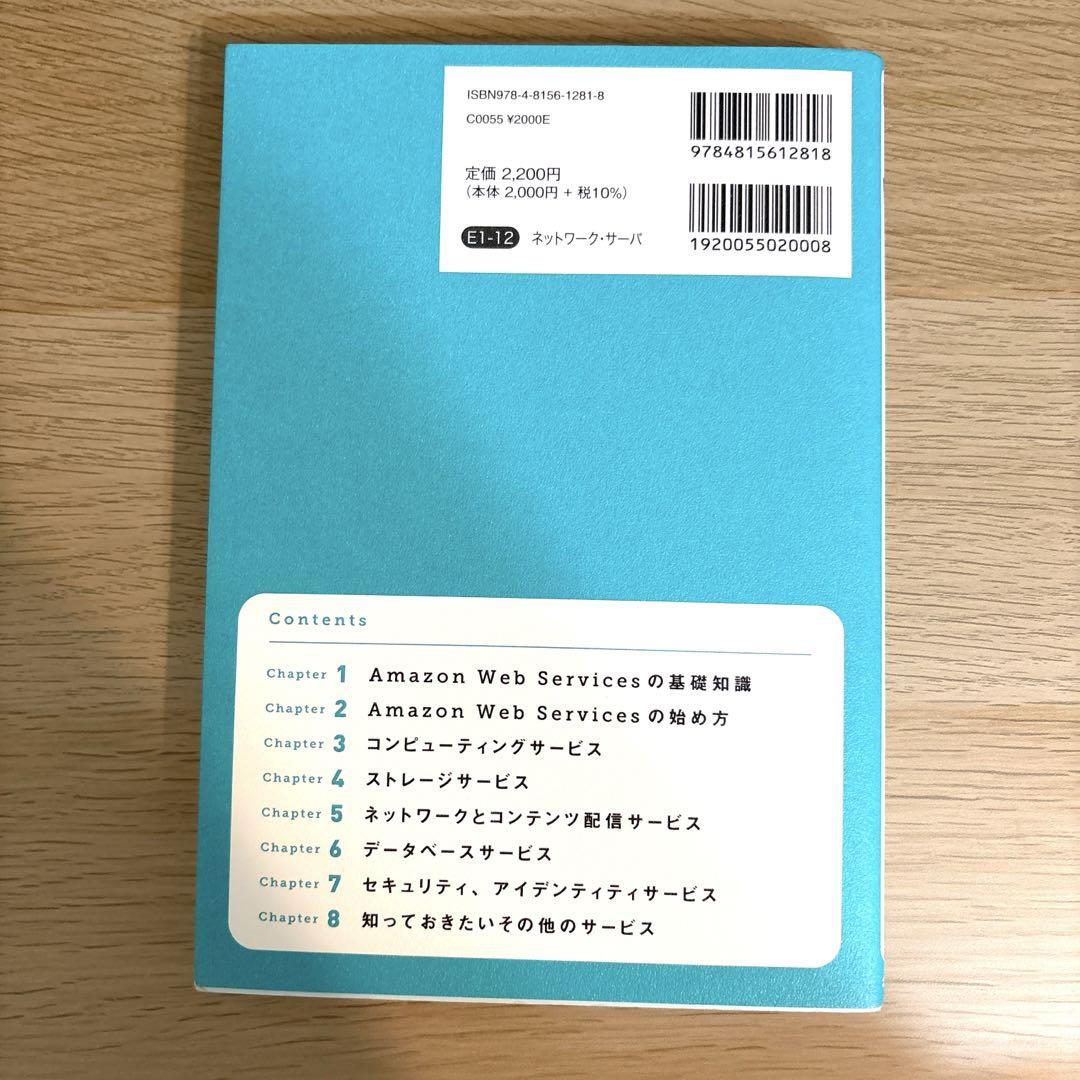 ISBN978-4-8156-1281-8
C0055 ¥2000E
定価 2,200円
(本体 2,000円 + 税10%)
E1-12 ネットワーク・サーバ
9784815612818
1920055020008
Contents
Chapter 1 Amazon Web Servicesの基礎知識
Chapter 2 Amazon Web Servicesの始め方
Chapter 3 コンピューティングサービス
Chapter 4 ストレージサービス
Chapter 5 ネットワークとコンテンツ配信サービス
Chapter 6 データベースサービス
Chapter 7 セキュリティ、アイデンティティサービス
Chapter 8 知っておきたいその他のサービス